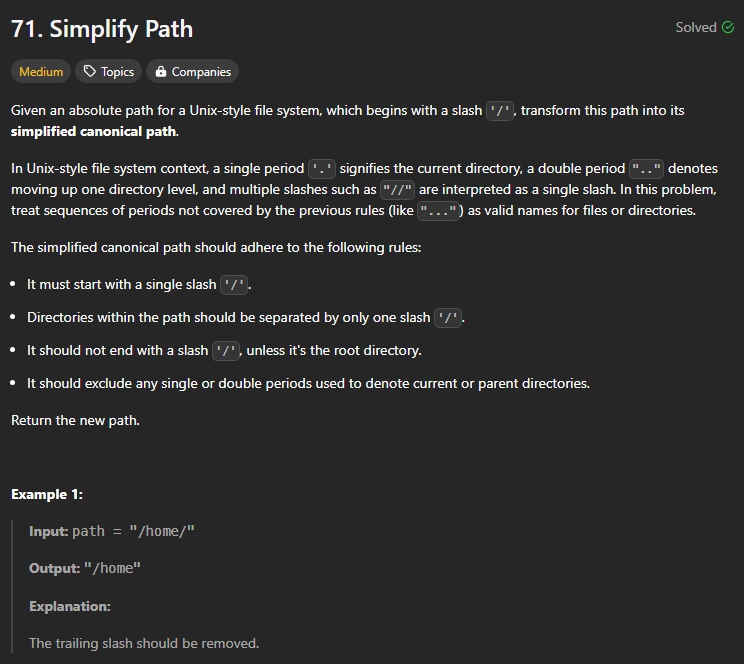 71. Simplify Path
Solved
Medium
Topics
Companies
Given an absolute path for a Unix-style file system, which begins with a slash '/', transform this path into its
simplified canonical path.
In Unix-style file system context, a single period '.' signifies the current directory, a double period ".." denotes
moving up one directory level, and multiple slashes such as "//" are interpreted as a single slash. In this problem,
treat sequences of periods not covered by the previous rules (like "...") as valid names for files or directories.
The simplified canonical path should adhere to the following rules:
• It must start with a single slash '/'.
• Directories within the path should be separated by only one slash '/'.
• It should not end with a slash '/', unless it's the root directory.
• It should exclude any single or double periods used to denote current or parent directories.
Return the new path.
Example 1:
Input: path = "/home/"
Output: "/home"
Explanation:
The trailing slash should be removed.